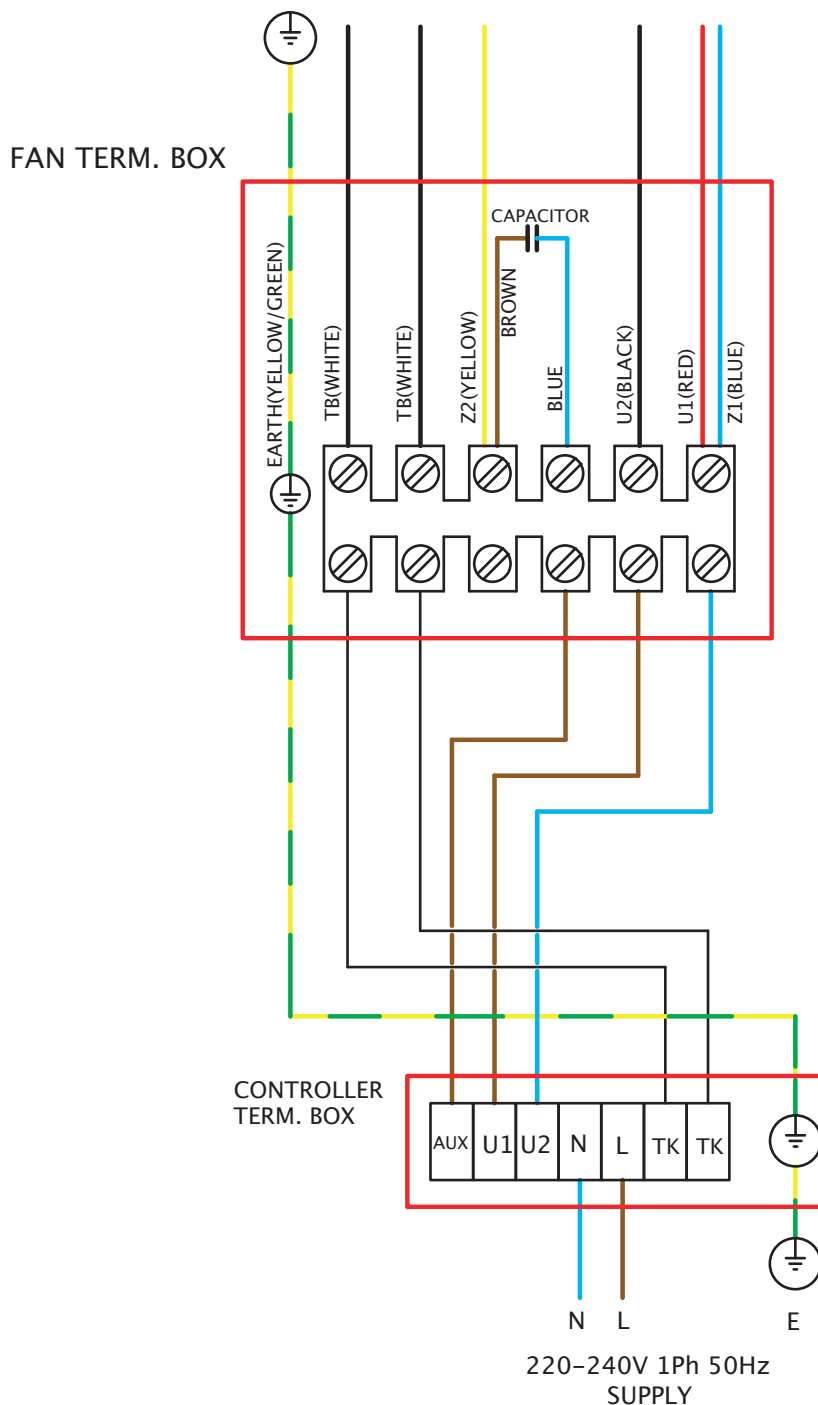 FAN TERM. BOX
CAPACITOR
EARTH(YELLOW/GREEN)
TB(WHITE)
TB(WHITE)
Z2(YELLOW)
BROWN
BLUE
U2(BLACK)
U1(RED)
Z1(BLUE)
CONTROLLER
TERM. BOX
AUX U1 U2 N L TK TK
N L E
220-240V 1Ph 50Hz
SUPPLY